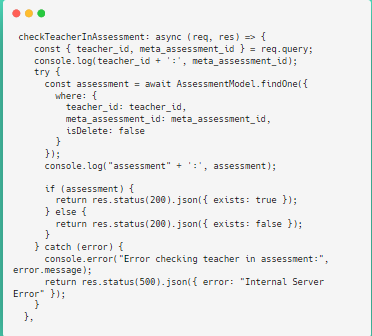 checkTeacherInAssessment: async (req, res) => {
    const { teacher_id, meta_assessment_id } = req.query;
    console.log(teacher_id + ':', meta_assessment_id);
    try {
      const assessment = await AssessmentModel.findOne({
        where: {
          teacher_id: teacher_id,
          meta_assessment_id: meta_assessment_id,
          isDelete: false
        }
      });
      console.log("assessment" + ':', assessment);

      if (assessment) {
        return res.status(200).json({ exists: true });
      } else {
        return res.status(200).json({ exists: false });
      }
    } catch (error) {
      console.error("Error checking teacher in assessment:",
error.message);
      return res.status(500).json({ error: "Internal Server
Error" });
    }
  },